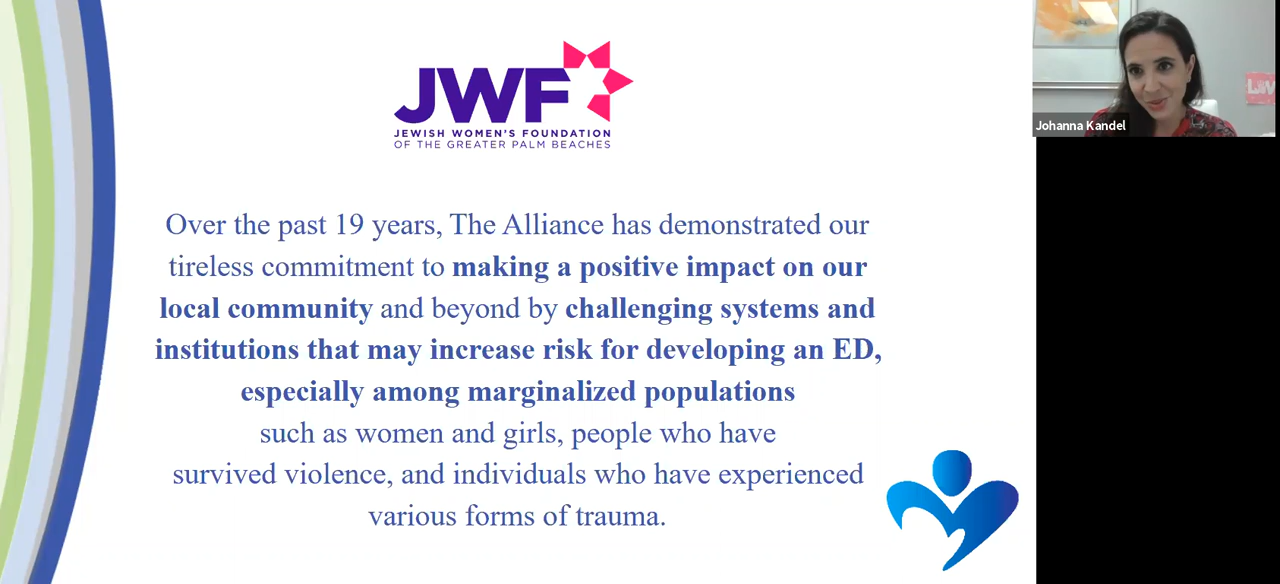 JWF
JEWISH WOMEN'S FOUNDATION
OF THE GREATER PALM BEACHES
Over the past 19 years, The Alliance has demonstrated our
tireless commitment to making a positive impact on our
local community and beyond by challenging systems and
institutions that may increase risk for developing an ED,
especially among marginalized populations
such as women and girls, people who have
survived violence, and individuals who have experienced
various forms of trauma.
Johanna Kandel